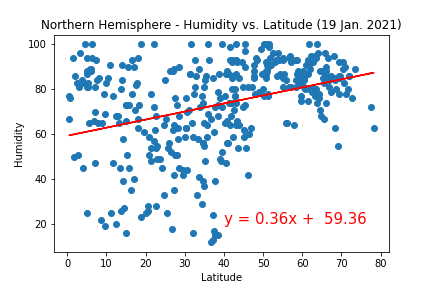 Northern Hemisphere - Humidity vs. Latitude (19 Jan. 2021)
100
80
60
40
20
Humidity
y = 0.36x + 59.36
0 10 20 30 40 50 60 70 80
Latitude